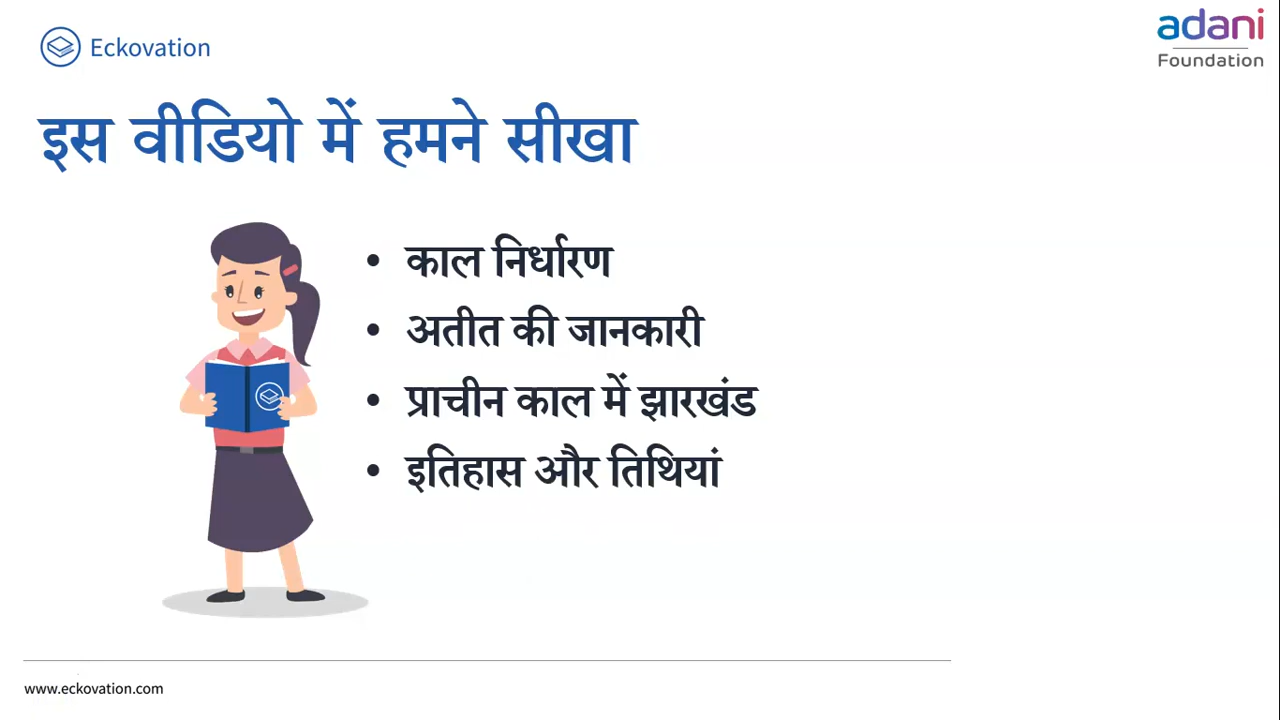 Eckovation
adani
Foundation
इस वीडियो में हमने सीखा
• काल निर्धारण
• अतीत की जानकारी
• प्राचीन काल में झारखंड
• इतिहास और तिथियां
www.eckovation.com